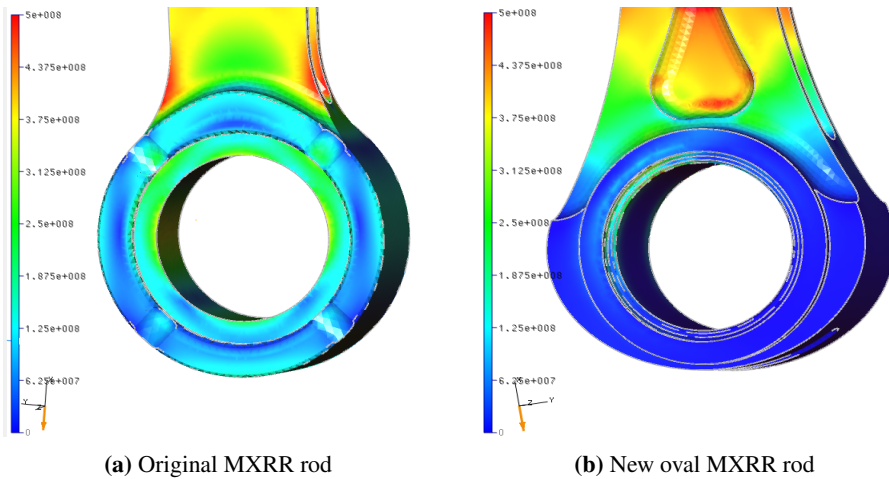 5e+008
4.375e+008
3.75e+008
3.125e+008
2.5e+008
1.875e+008
1.25e+008
6.25e+007
0
X
Y
Z
(a) Original MXRR rod
5e+008
4.375e+008
3.75e+008
3.125e+008
2.5e+008
1.875e+008
1.25e+008
6.25e+007
0
X
Z
Y
(b) New oval MXRR rod